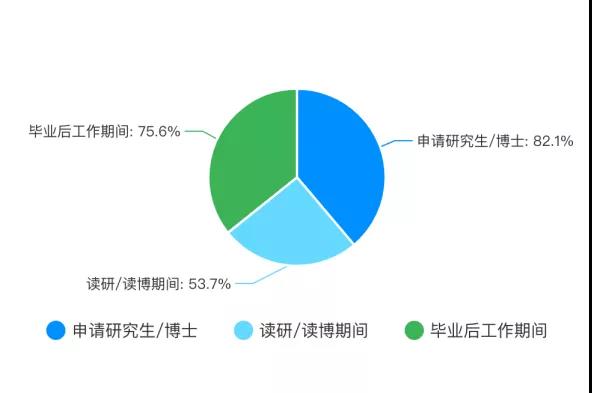 毕业后工作期间: 75.6%
申请研究生/博士: 82.1%
读研/读博期间: 53.7%
申请研究生/博士
读研/读博期间
毕业后工作期间